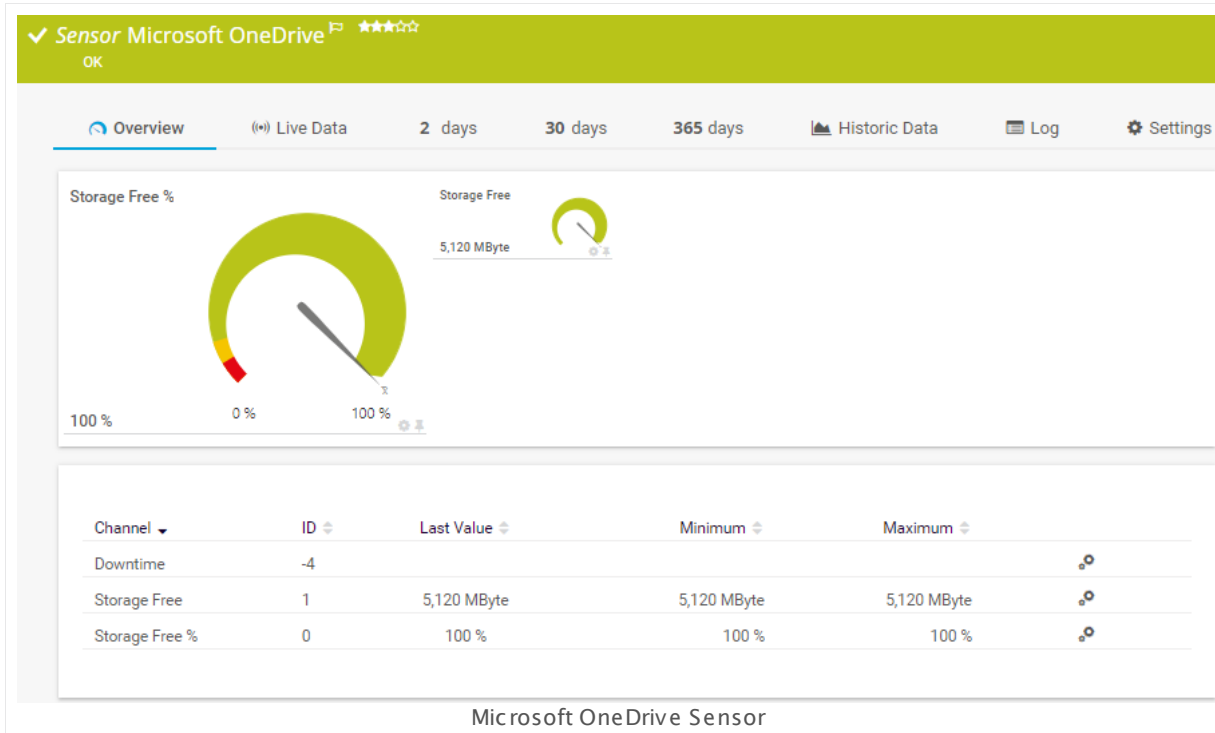 Sensor Microsoft OneDrive
OK
Overview Live Data 2 days 30 days 365 days Historic Data Log Settings
Storage Free %
Storage Free
5,120 MByte
0 % 100 %
100 %
Channel ID Last Value Minimum Maximum
Downtime -4
Storage Free 1 5,120 MByte 5,120 MByte 5,120 MByte
Storage Free % 0 100 % 100 % 100 %
Microsoft OneDrive Sensor